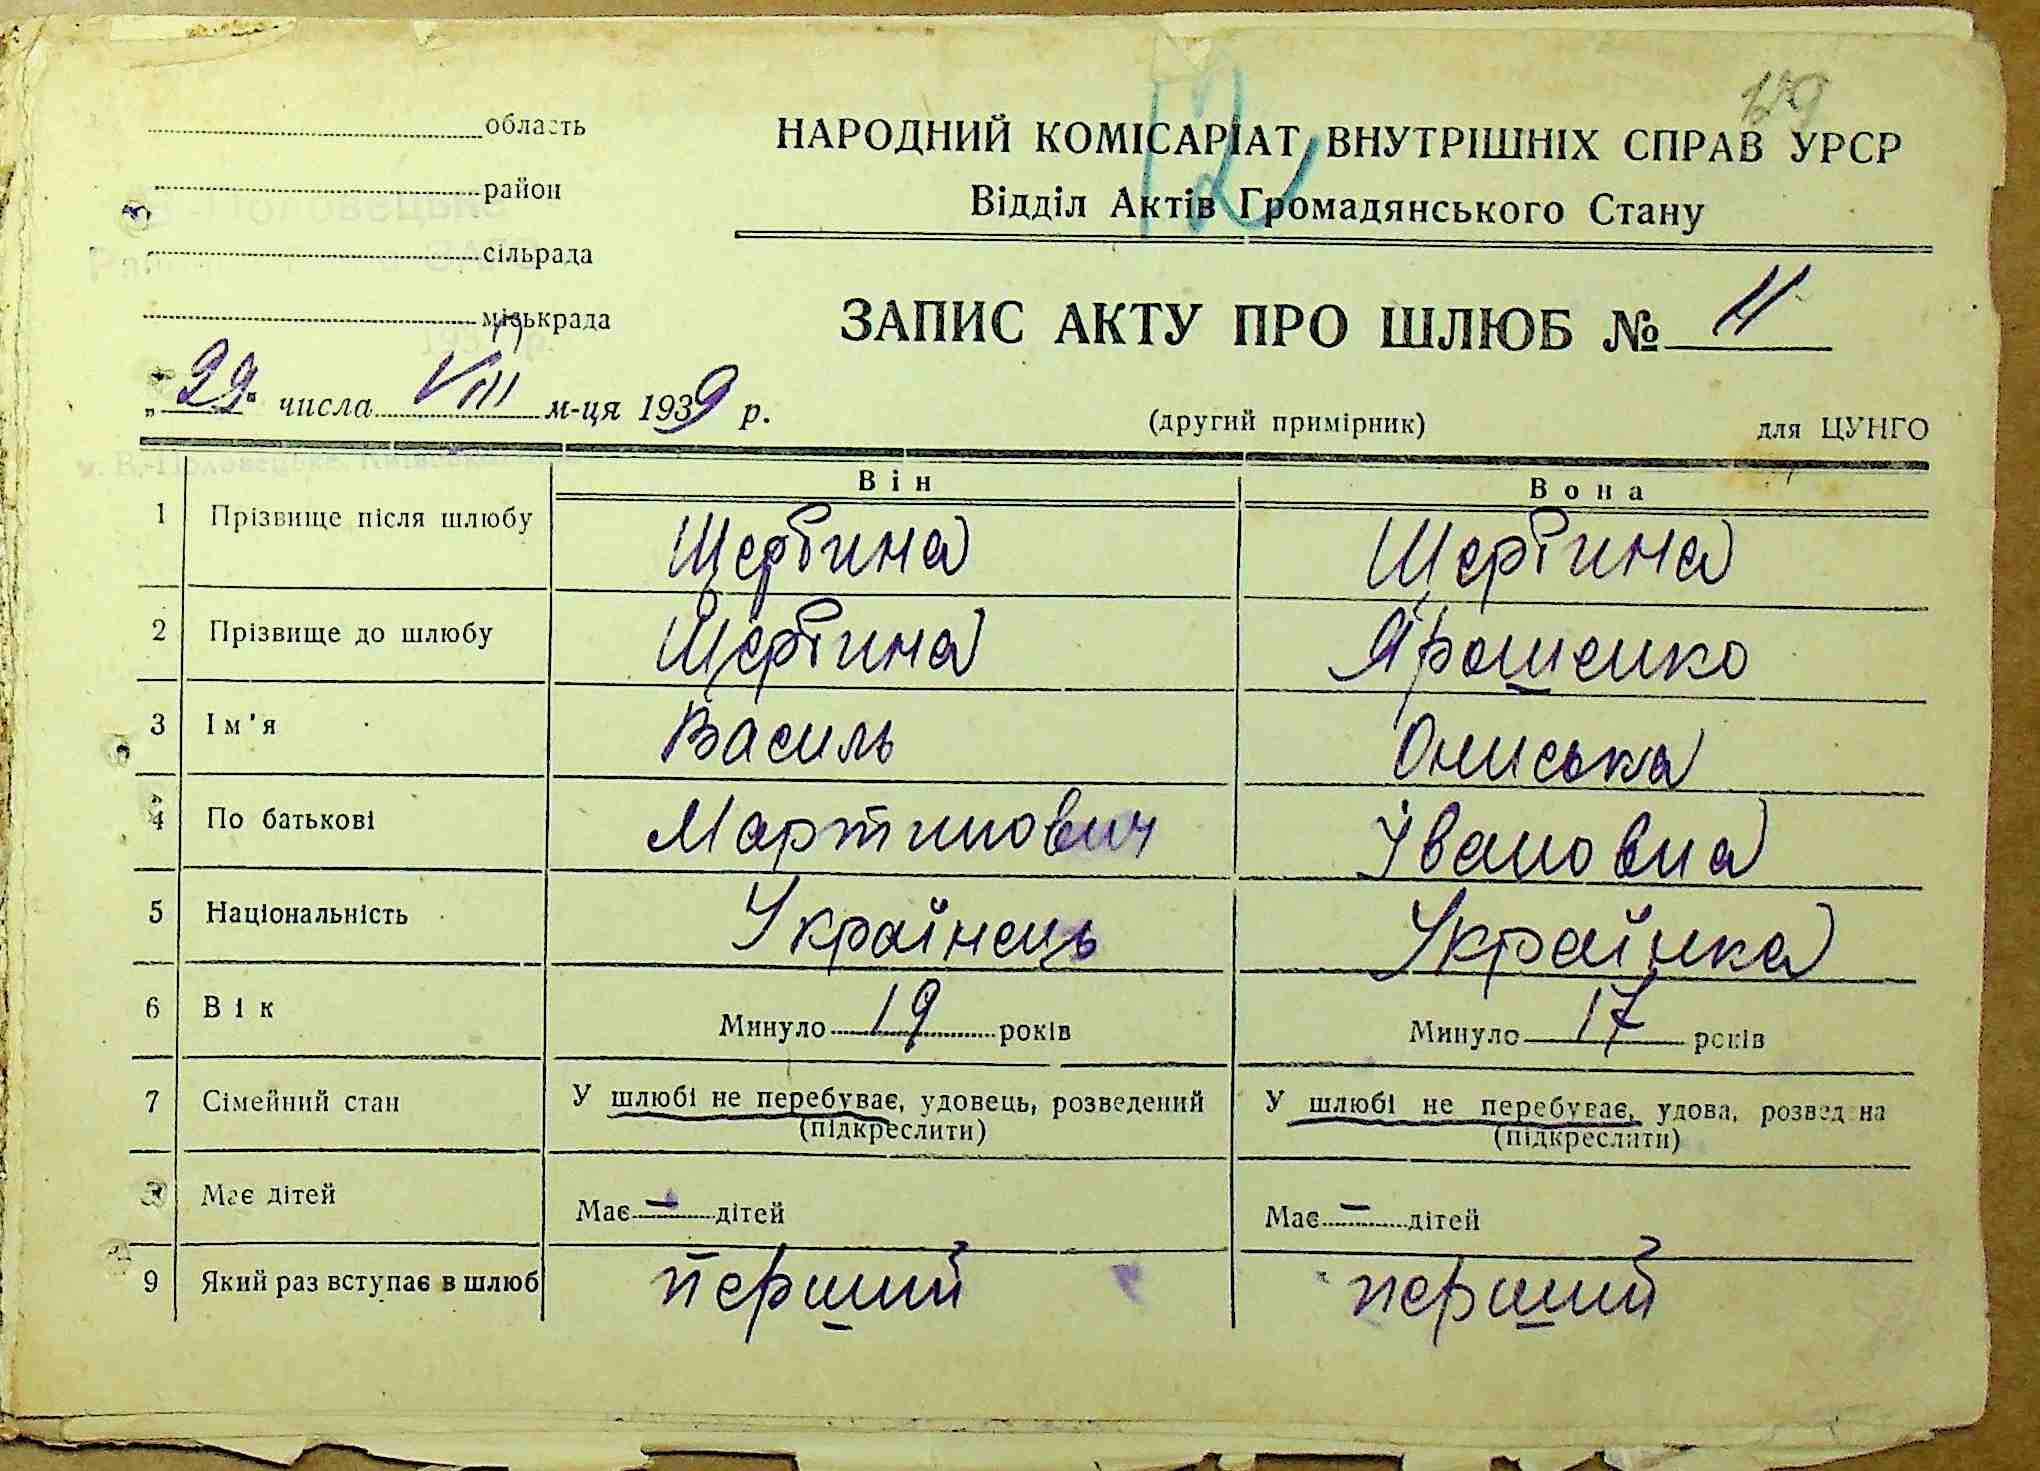 129
12
область
район
сільрада
міськрада
НАРОДНИЙ КОМІСАРІАТ ВНУТРІШНІХ СПРАВ УРСР
Відділ Актів Громадянського Стану
ЗАПИС АКТУ ПРО ШЛЮБ № 11
„29“ числа VIII м-ця 1939 р.
(другий примірник) для ЦУНГО
Він Вона
1 Прізвище після шлюбу Щербина Щербина
2 Прізвище до шлюбу Щербина Ярошенко
3 Ім'я Василь Ониська
4 По батькові Мартинович Івановна
5 Національність Українець Українка
6 Вік Минуло 19 років Минуло 17 років
7 Сімейний стан У шлюбі не перебуває, удовець, розведений У шлюбі не перебуває, удова, розведена
(підкреслити) (підкреслити)
8 Має дітей Має — дітей Має — дітей
9 Який раз вступає в шлюб перший перший